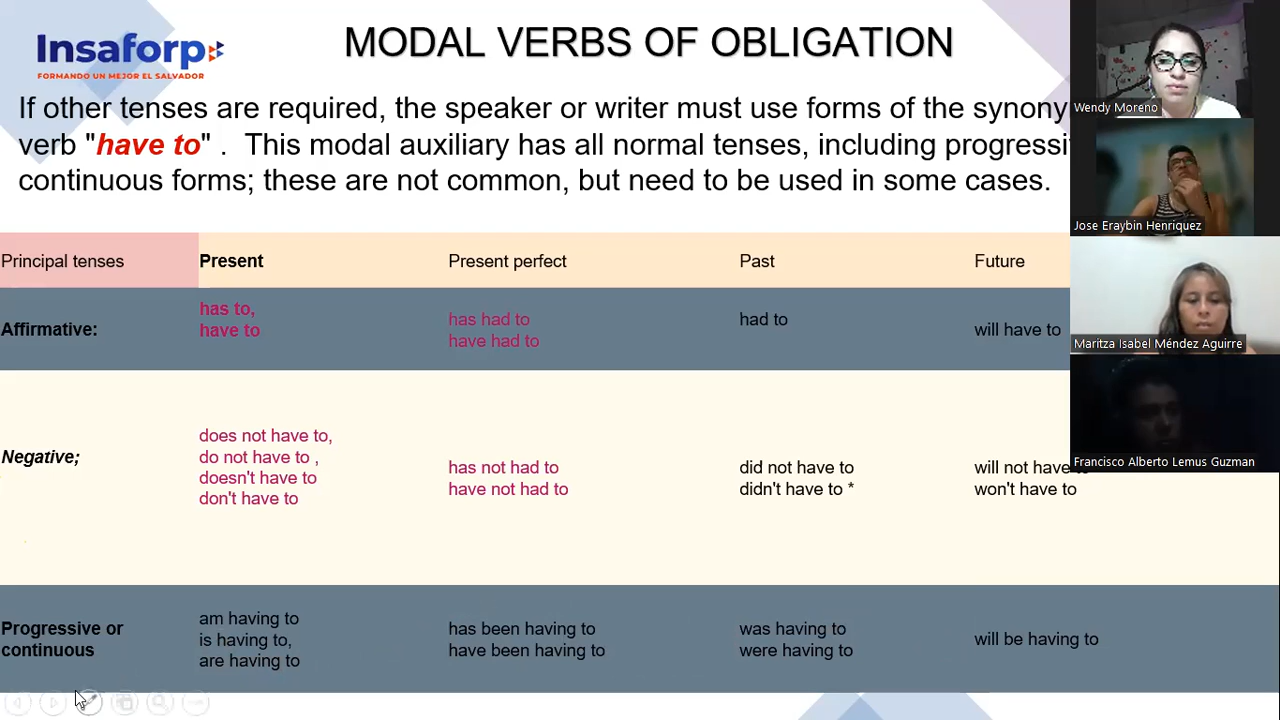 Insaforp
FORMANDO UN MEJOR EL SALVADOR
MODAL VERBS OF OBLIGATION
If other tenses are required, the speaker or writer must use forms of the synony
verb "have to" .  This modal auxiliary has all normal tenses, including progressi
continuous forms; these are not common, but need to be used in some cases.
Principal tenses Present Present perfect Past Future
Affirmative:
has to,
have to
has had to
have had to
had to
will have to
Negative;
does not have to,
do not have to ,
doesn't have to
don't have to
has not had to
have not had to
did not have to
didn't have to *
will not have to
won't have to
Progressive or
continuous
am having to
is having to,
are having to
has been having to
have been having to
was having to
were having to
will be having to
Wendy Moreno
Jose Eraybin Henriquez
Maritza Isabel Méndez Aguirre
Francisco Alberto Lemus Guzman